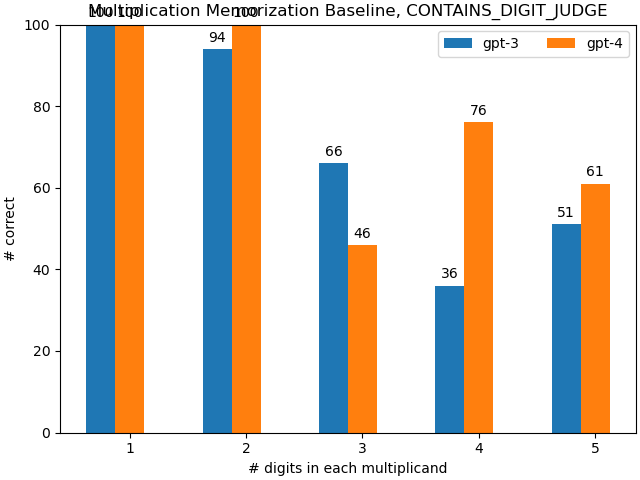 Multiplication Memorization Baseline, CONTAINS_DIGIT_JUDGE
100 100 100
94
66
46
36
76
51
61
gpt-3 gpt-4
100
80
60
40
20
0
# correct
1 2 3 4 5
# digits in each multiplicand